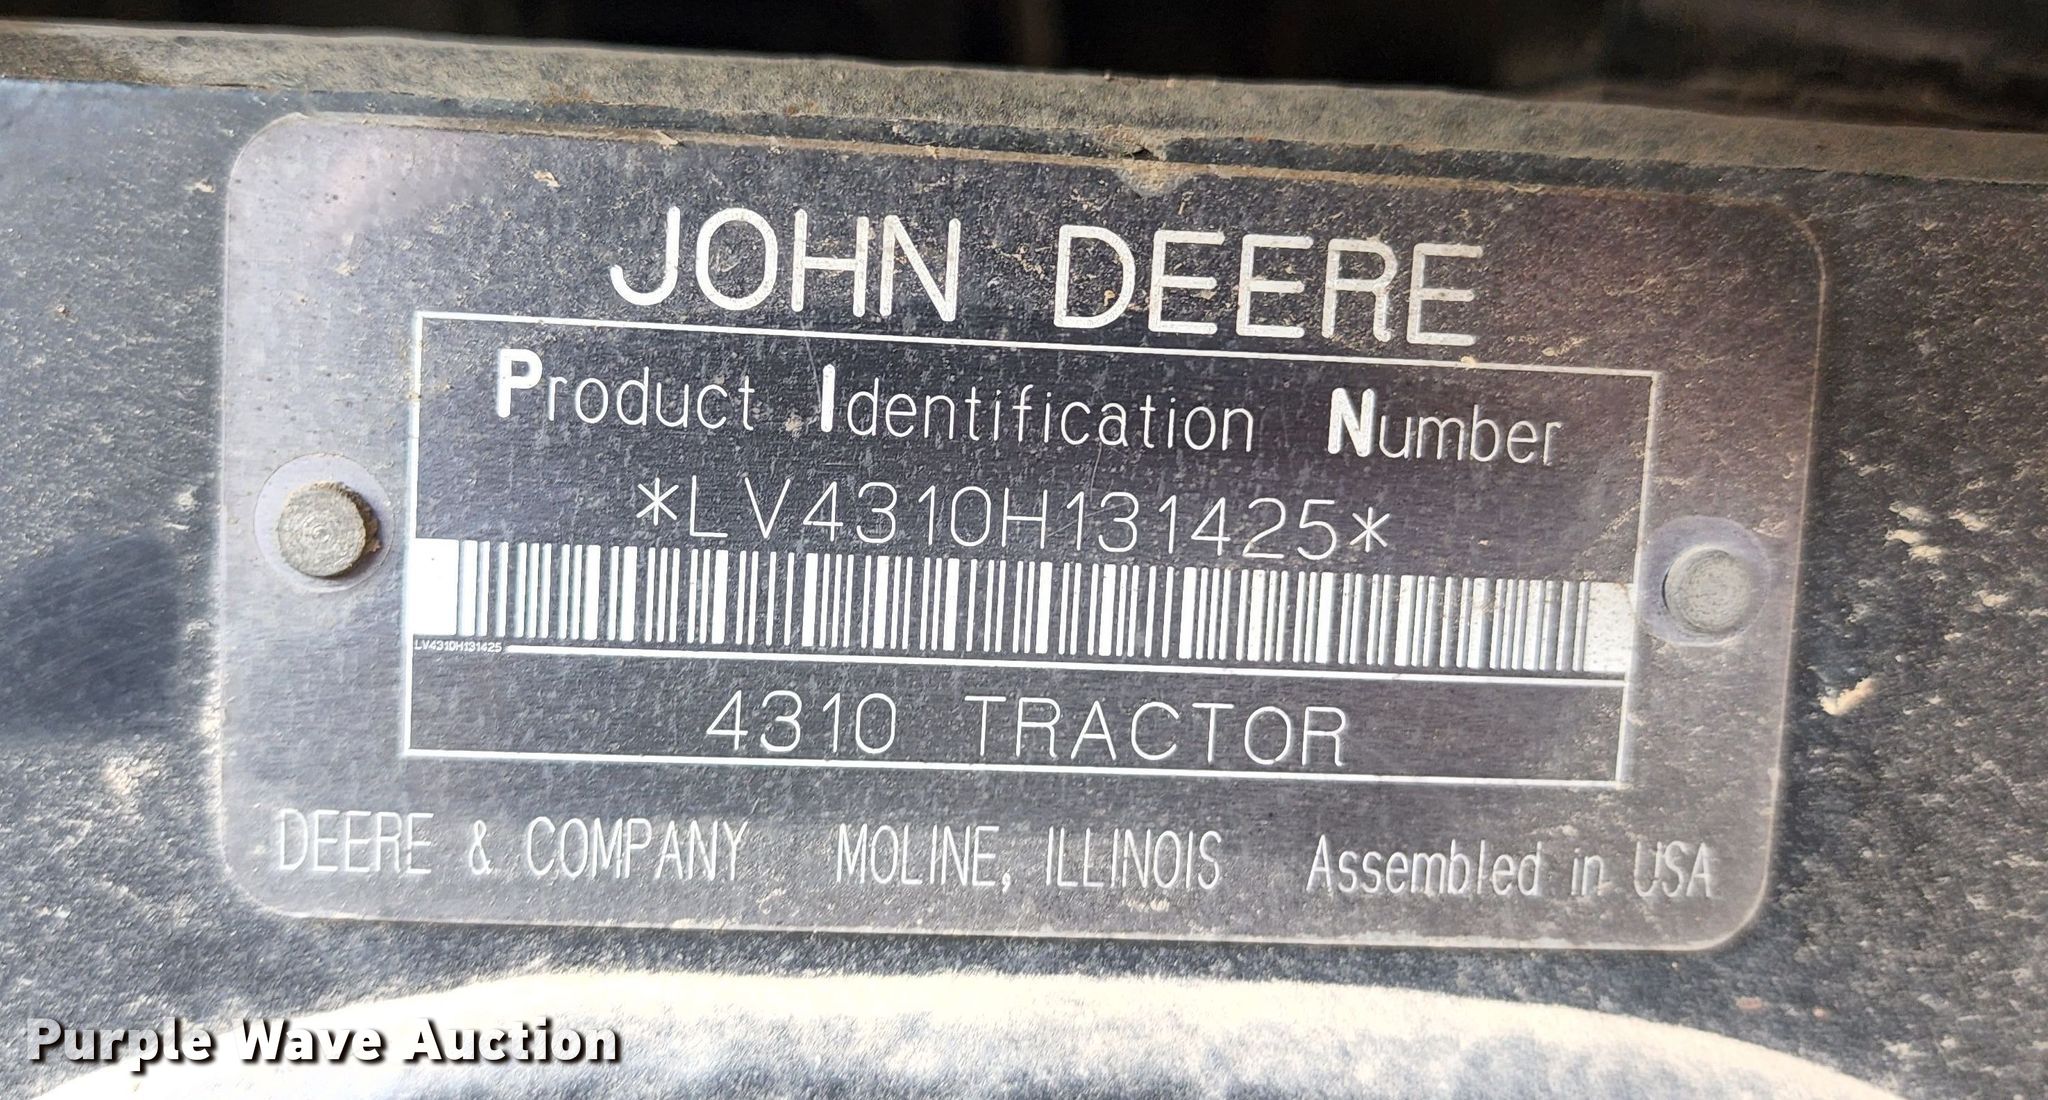 JOHN DEERE
Product Identification Number
*LV4310H131425*
LV4310H131425
4310 TRACTOR
DEERE & COMPANY MOLINE, ILLINOIS Assembled in USA
Purple Wave Auction